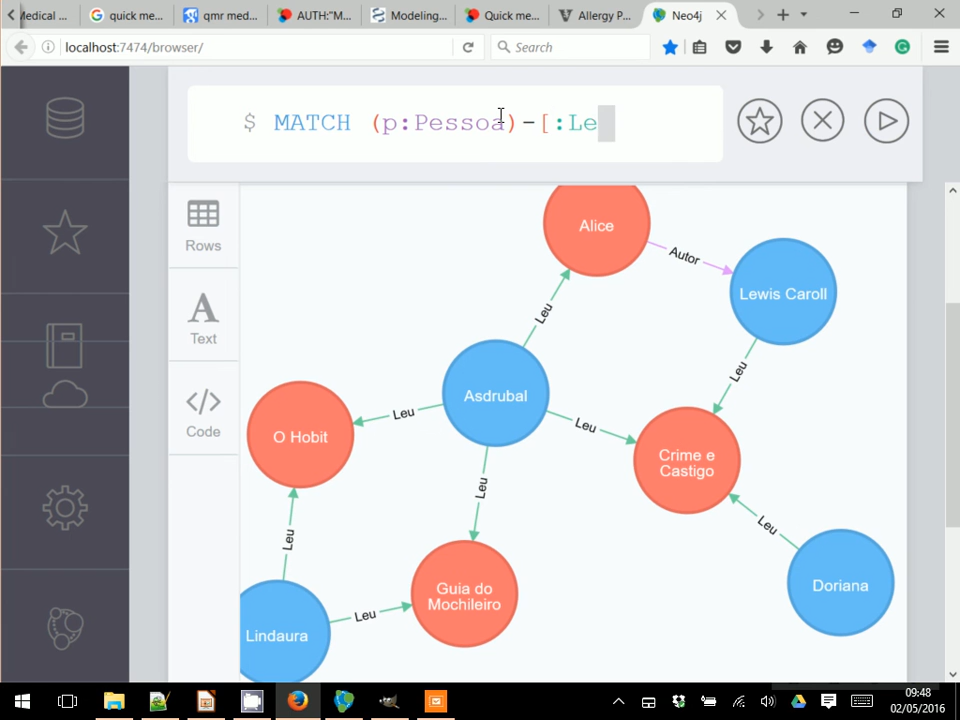 Medical ...
quick me...
qmr med...
AUTH:"M...
Modeling...
Quick me...
Allergy P...
Neo4j
localhost:7474/browser/
Search
$ MATCH (p:Pessoa)-[:Le
Rows
Text
Code
Alice
Autor
Lewis Caroll
Leu
Leu
Asdrubal
Leu
Leu
O Hobit
Crime e
Castigo
Leu
Leu
Leu
Guia do
Mochileiro
Doriana
Leu
Lindaura
09:48
02/05/2016